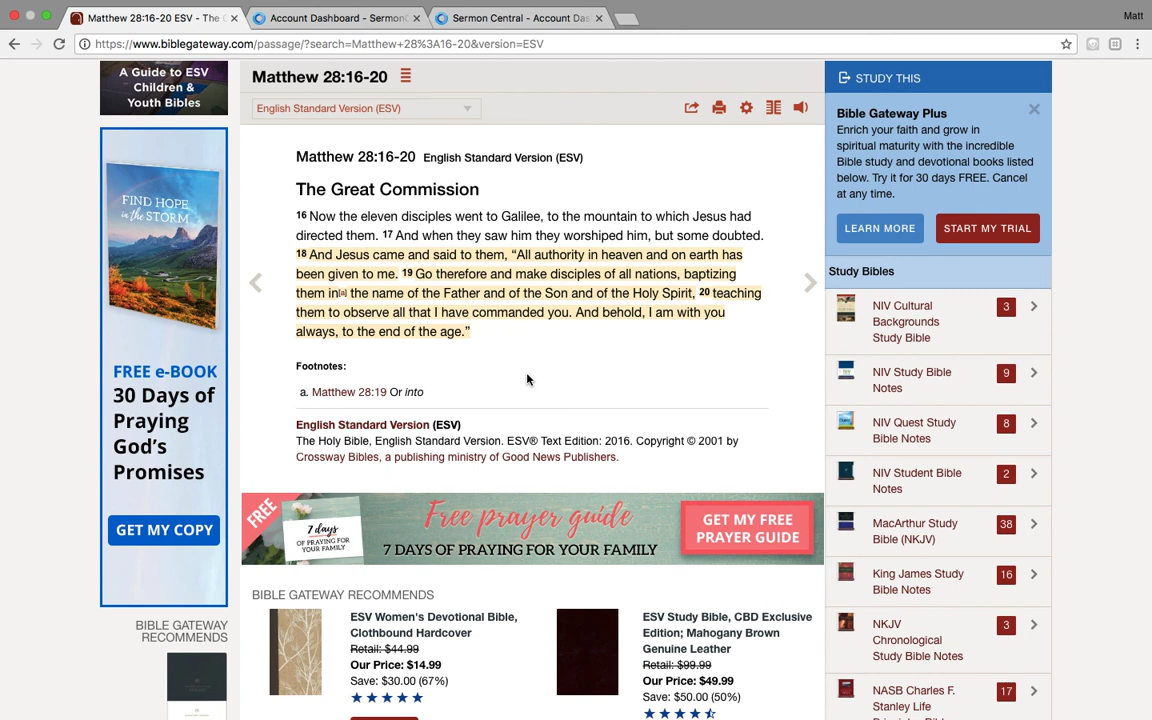 Matthew 28:16-20 ESV - The G
Account Dashboard - SermonC
Sermon Central - Account Das
Matt
https://www.biblegateway.com/passage/?search=Matthew+28%3A16-20&version=ESV
A Guide to ESV
Children &
Youth Bibles
FIND HOPE
in the STORM
FREE e-BOOK
30 Days of
Praying
God's
Promises
GET MY COPY
BIBLE GATEWAY
RECOMMENDS
Matthew 28:16-20
English Standard Version (ESV)
Matthew 28:16-20 English Standard Version (ESV)
The Great Commission
16 Now the eleven disciples went to Galilee, to the mountain to which Jesus had
directed them. 17 And when they saw him they worshiped him, but some doubted.
18 And Jesus came and said to them, “All authority in heaven and on earth has
been given to me. 19 Go therefore and make disciples of all nations, baptizing
them in[a] the name of the Father and of the Son and of the Holy Spirit, 20 teaching
them to observe all that I have commanded you. And behold, I am with you
always, to the end of the age.”
Footnotes:
a. Matthew 28:19 Or into
English Standard Version (ESV)
The Holy Bible, English Standard Version. ESV® Text Edition: 2016. Copyright © 2001 by
Crossway Bibles, a publishing ministry of Good News Publishers.
FREE
7 days
OF PRAYING FOR
YOUR FAMILY
Free prayer guide
7 DAYS OF PRAYING FOR YOUR FAMILY
GET MY FREE
PRAYER GUIDE
BIBLE GATEWAY RECOMMENDS
ESV Women's Devotional Bible,
Clothbound Hardcover
Retail: $44.99
Our Price: $14.99
Save: $30.00 (67%)
ESV Study Bible, CBD Exclusive
Edition; Mahogany Brown
Genuine Leather
Retail: $99.99
Our Price: $49.99
Save: $50.00 (50%)
STUDY THIS
Bible Gateway Plus
Enrich your faith and grow in
spiritual maturity with the incredible
Bible study and devotional books listed
below. Try it for 30 days FREE. Cancel
at any time.
LEARN MORE
START MY TRIAL
Study Bibles
NIV Cultural
Backgrounds
Study Bible
3
NIV Study Bible
Notes
9
NIV Quest Study
Bible Notes
8
NIV Student Bible
Notes
2
MacArthur Study
Bible (NKJV)
38
King James Study
Bible Notes
16
NKJV
Chronological
Study Bible Notes
3
NASB Charles F.
Stanley Life
17